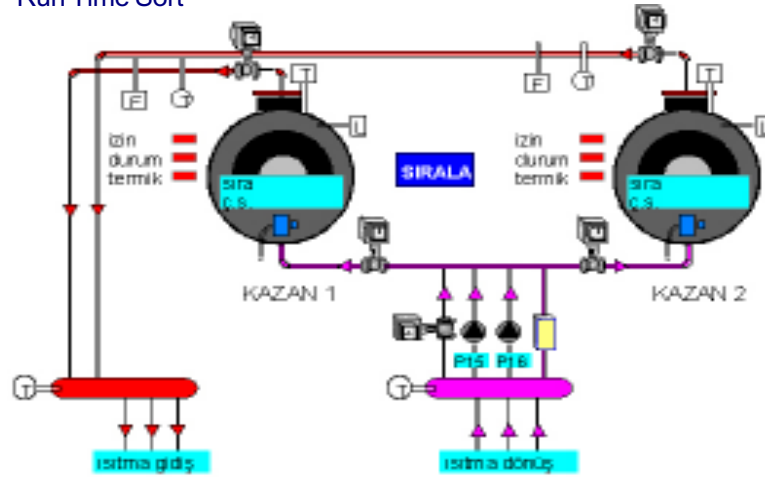 Run Time Sort
T
T
F
T
F
T
L
L
izin
durum
termik
izin
durum
termik
SIRALA
sıra
ç.s.
sıra
ç.s.
KAZAN 1
KAZAN 2
P15
P16
T
T
ısıtma gidiş
ısıtma dönüş